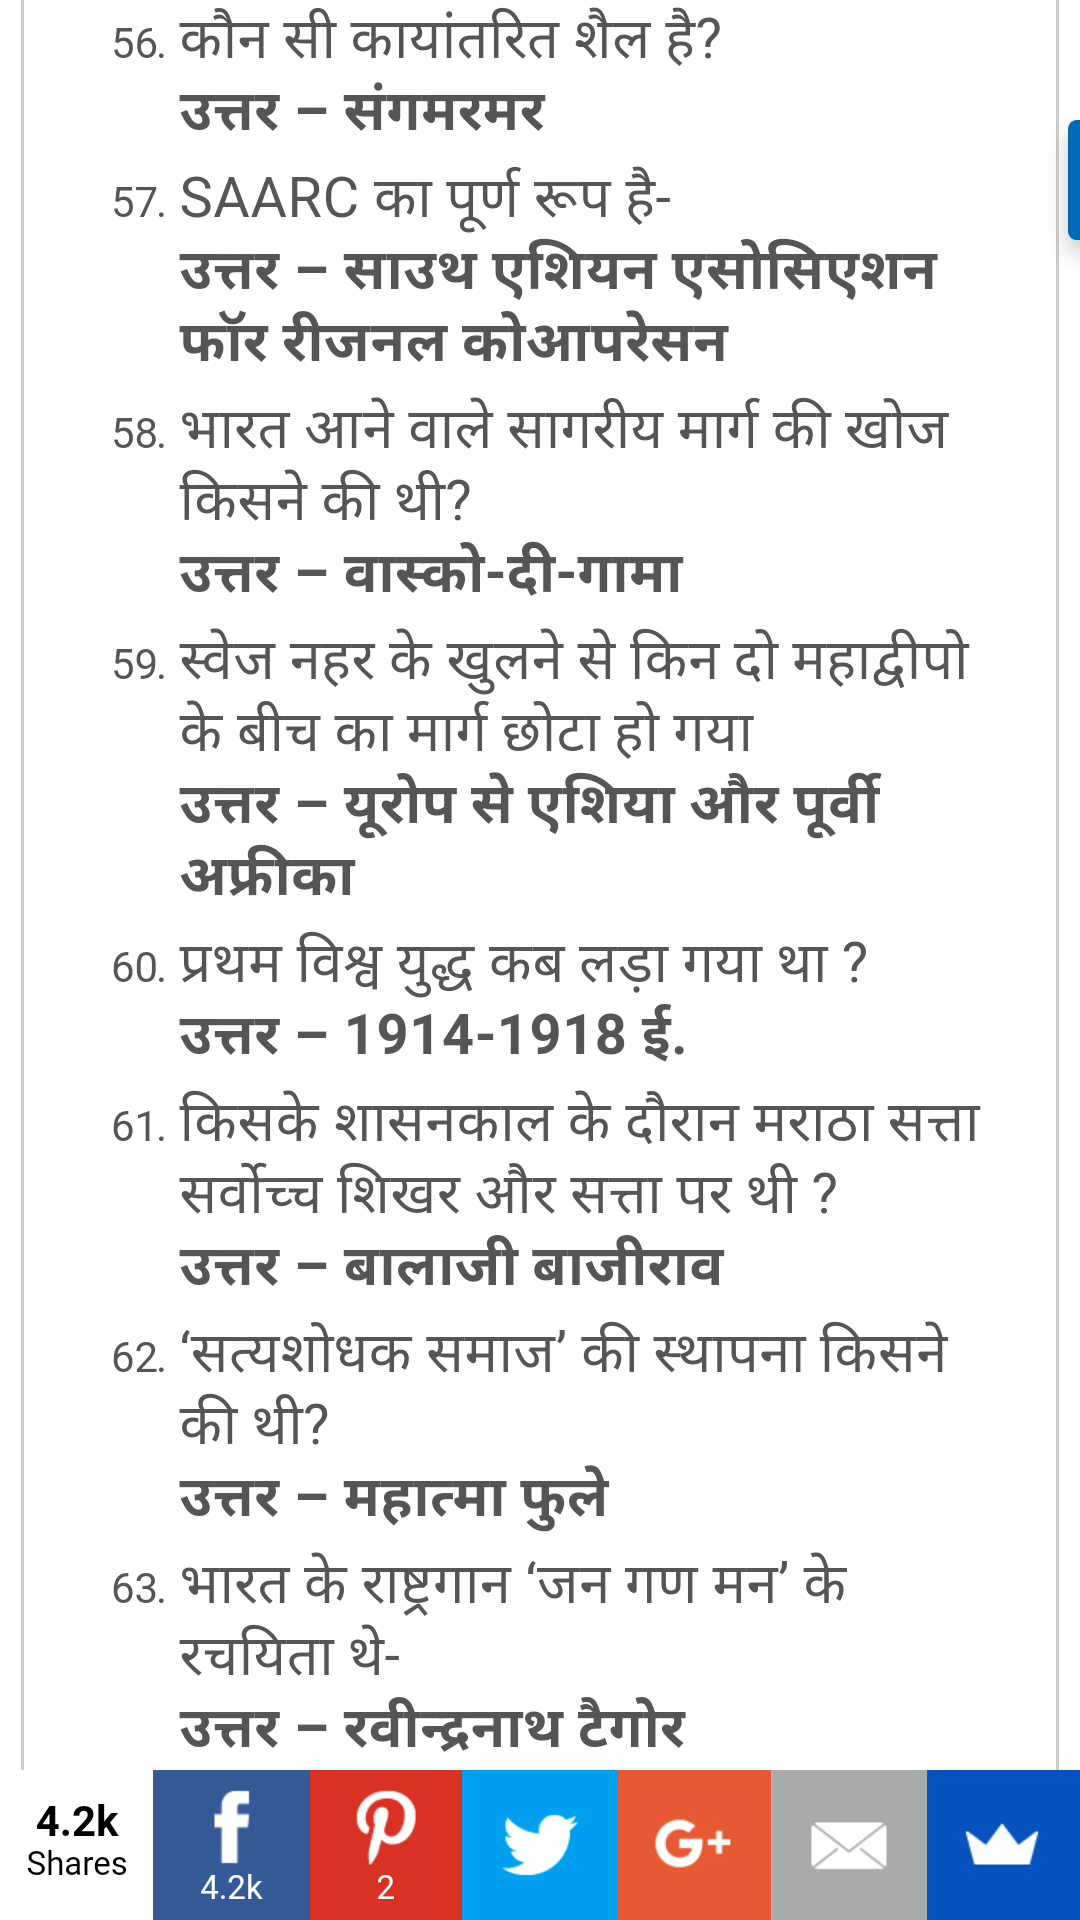 56. कौन सी कायांतरित शैल है?
उत्तर – संगमरमर
57. SAARC का पूर्ण रूप है-
उत्तर – साउथ एशियन एसोसिएशन
फॉर रीजनल कोआपरेसन
58. भारत आने वाले सागरीय मार्ग की खोज
किसने की थी?
उत्तर – वास्को-दी-गामा
59. स्वेज नहर के खुलने से किन दो महाद्वीपो
के बीच का मार्ग छोटा हो गया
उत्तर – यूरोप से एशिया और पूर्वी
अफ्रीका
60. प्रथम विश्व युद्ध कब लड़ा गया था ?
उत्तर – 1914-1918 ई.
61. किसके शासनकाल के दौरान मराठा सत्ता
सर्वोच्च शिखर और सत्ता पर थी ?
उत्तर – बालाजी बाजीराव
62. ‘सत्यशोधक समाज’ की स्थापना किसने
की थी?
उत्तर – महात्मा फुले
63. भारत के राष्ट्रगान ‘जन गण मन’ के
रचयिता थे-
उत्तर – रवीन्द्रनाथ टैगोर
4.2k
Shares
4.2k
2
G+